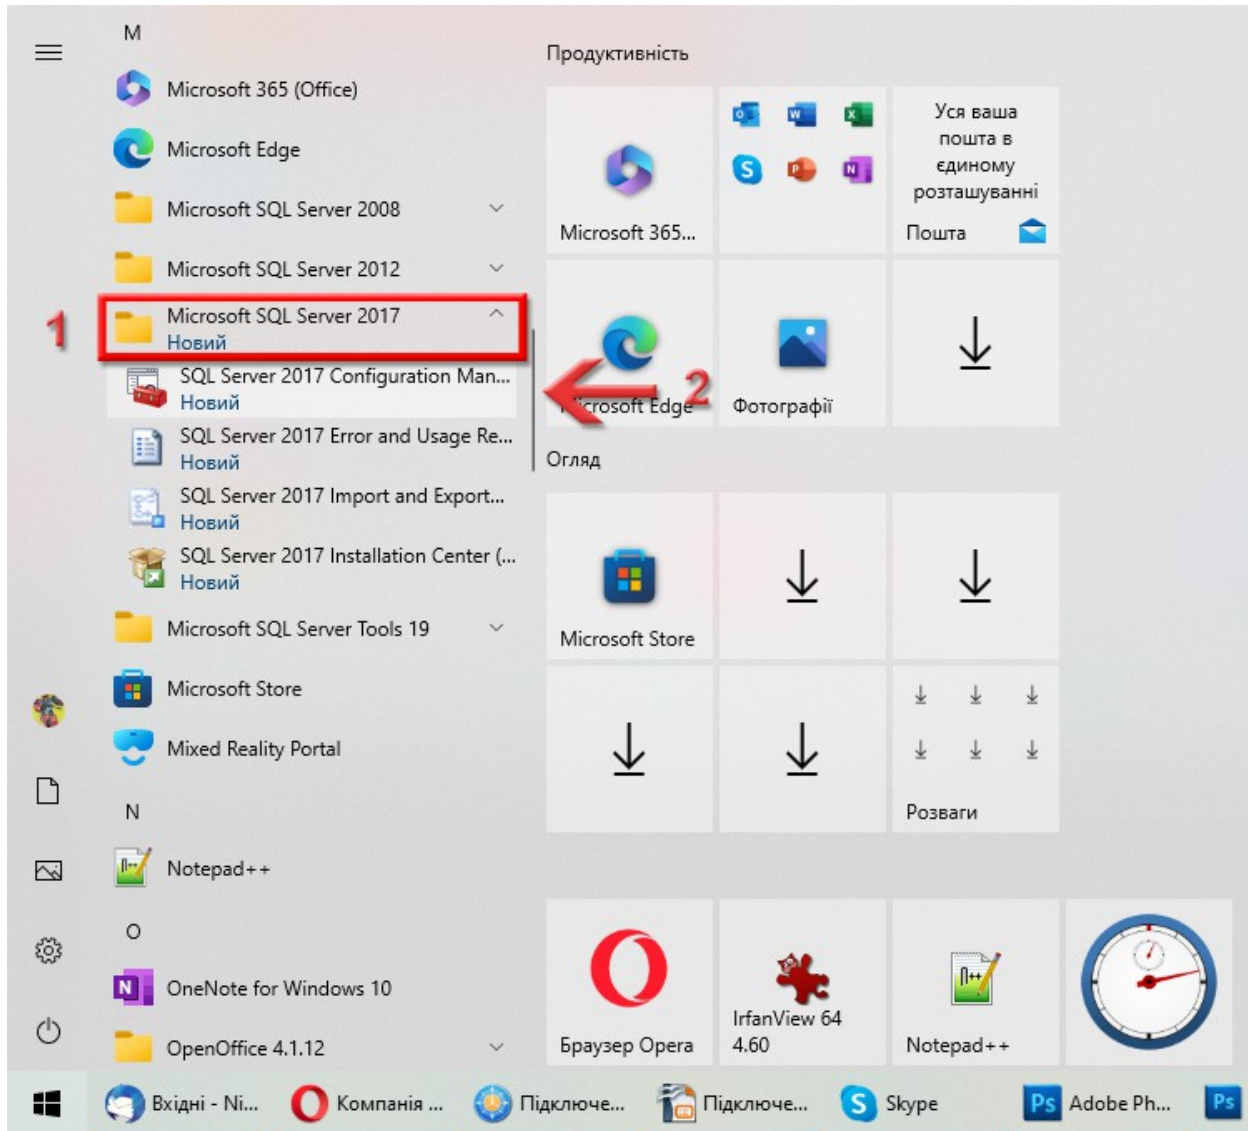 M
Microsoft 365 (Office)
Microsoft Edge
Microsoft SQL Server 2008
Microsoft SQL Server 2012
1
Microsoft SQL Server 2017
Новий
SQL Server 2017 Configuration Man...
Новий
SQL Server 2017 Error and Usage Re...
Новий
SQL Server 2017 Import and Export...
Новий
SQL Server 2017 Installation Center (...
Новий
Microsoft SQL Server Tools 19
Microsoft Store
Mixed Reality Portal
N
Notepad++
O
OneNote for Windows 10
OpenOffice 4.1.12
Продуктивність
Microsoft 365...
Уся ваша
пошта в
єдиному
розташуванні
Пошта
2
Microsoft Edge
Фотографії
Огляд
Microsoft Store
Розваги
Браузер Opera
IrfanView 64
4.60
Notepad++
Вхідні - Ni...
Компанія ...
Підключе...
Підключе...
Skype
Ps
Adobe Ph...
Ps